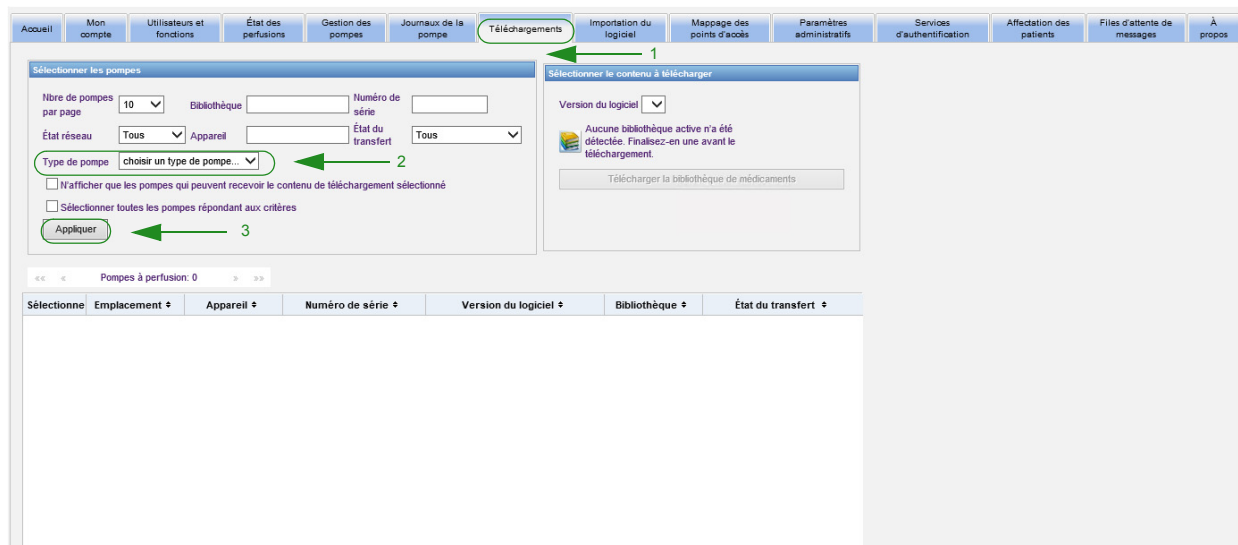 Accueil
Mon compte
Utilisateurs et fonctions
État des perfusions
Gestion des pompes
Journaux de la pompe
Téléchargements
Importation du logiciel
Mappage des points d'accès
Paramètres administratifs
Services d'authentification
Affectation des patients
Files d'attente de messages
À propos
1
Sélectionner les pompes
Nbre de pompes par page
10
Bibliothèque
Numéro de série
État réseau
Tous
Appareil
État du transfert
Tous
Type de pompe
choisir un type de pompe...
2
N'afficher que les pompes qui peuvent recevoir le contenu de téléchargement sélectionné
Sélectionner toutes les pompes répondant aux critères
Appliquer
3
Sélectionner le contenu à télécharger
Version du logiciel
Aucune bibliothèque active n'a été
détectée. Finalisez-en une avant le
téléchargement.
Télécharger la bibliothèque de médicaments
<< < Pompes à perfusion: 0 > >>
Sélectionne Emplacement Appareil Numéro de série Version du logiciel Bibliothèque État du transfert